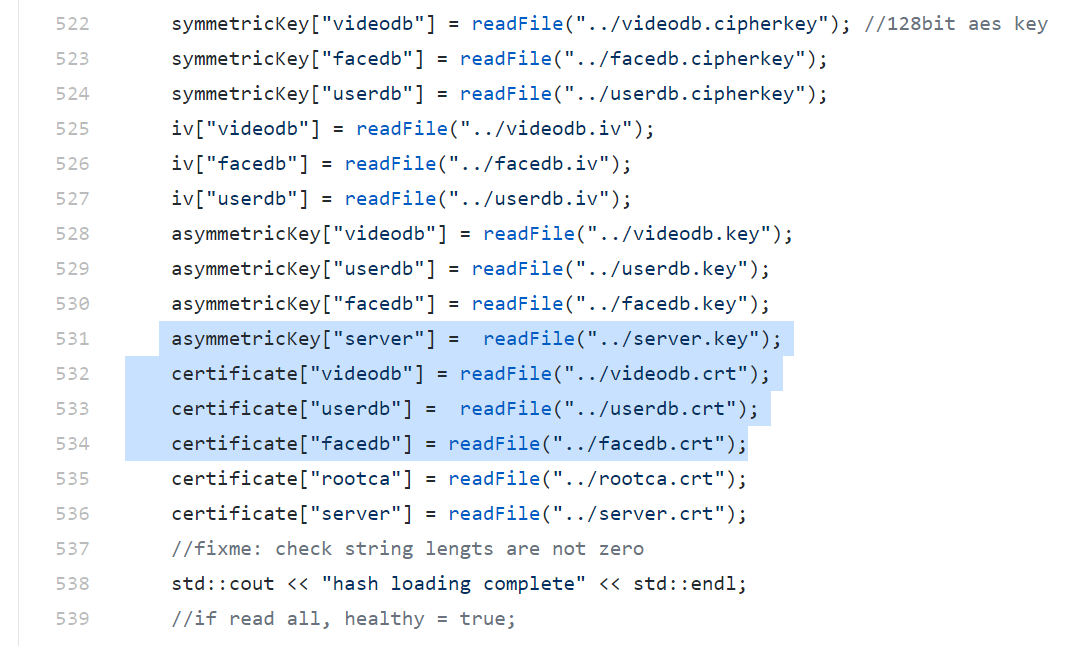 522 symmetricKey["videodb"] = readFile("../videodb.cipherkey"); //128bit aes key
523 symmetricKey["facedb"] = readFile("../facedb.cipherkey");
524 symmetricKey["userdb"] = readFile("../userdb.cipherkey");
525 iv["videodb"] = readFile("../videodb.iv");
526 iv["facedb"] = readFile("../facedb.iv");
527 iv["userdb"] = readFile("../userdb.iv");
528 asymmetricKey["videodb"] = readFile("../videodb.key");
529 asymmetricKey["userdb"] = readFile("../userdb.key");
530 asymmetricKey["facedb"] = readFile("../facedb.key");
531 asymmetricKey["server"] =  readFile("../server.key");
532 certificate["videodb"] = readFile("../videodb.crt");
533 certificate["userdb"] =  readFile("../userdb.crt");
534 certificate["facedb"] = readFile("../facedb.crt");
535 certificate["rootca"] = readFile("../rootca.crt");
536 certificate["server"] = readFile("../server.crt");
537 //fixme: check string lengts are not zero
538 std::cout << "hash loading complete" << std::endl;
539 //if read all, healthy = true;